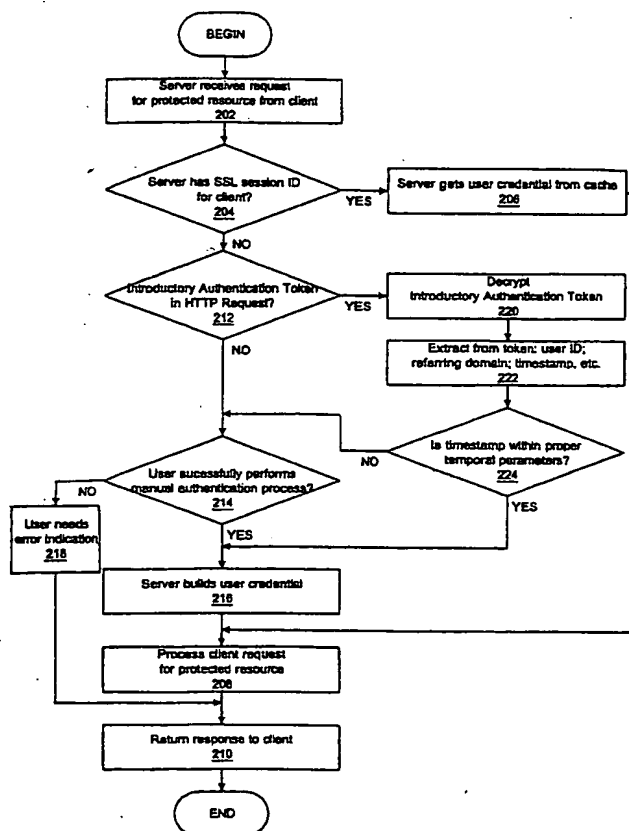 BEGIN
Server receives request
for protected resource from client
202
Server has SSL session ID
for client?
204
YES
Server gets user credential from cache
206
NO
Introductory Authentication Token
in HTTP Request?
212
YES
Decrypt
Introductory Authentication Token
220
NO
Extract from token: user ID;
referring domain; timestamp, etc.
222
Is timestamp within proper
temporal parameters?
224
NO
YES
User sucessfully performs
manual authentication process?
214
NO
YES
User needs
error indication
218
Server builds user credential
216
Process client request
for protected resource
208
Return response to client
210
END